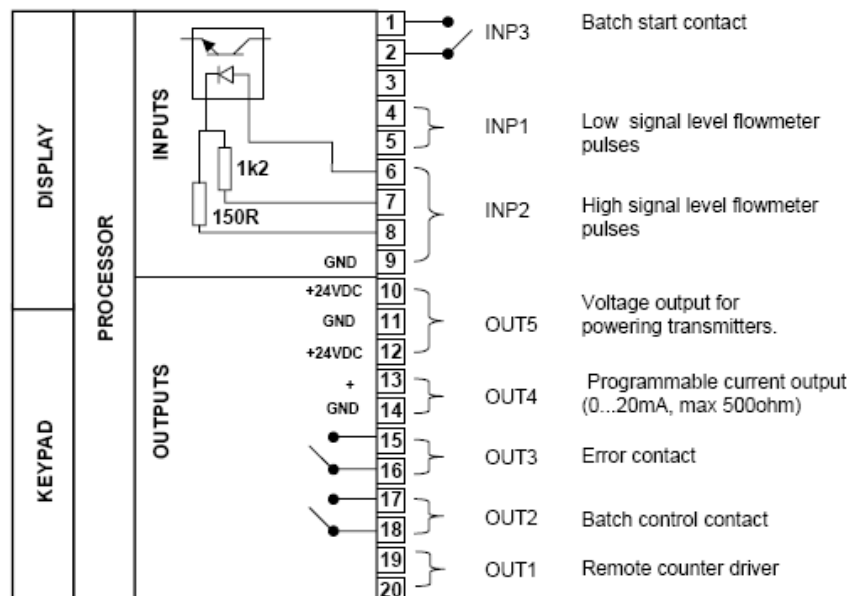 DISPLAY
KEYPAD
PROCESSOR
INPUTS
1k2
150R
GND
OUTPUTS
+24VDC
GND
+24VDC
+
GND
1
2
3
4
5
6
7
8
9
10
11
12
13
14
15
16
17
18
19
20
INP3 Batch start contact
INP1 Low signal level flowmeter
pulses
INP2 High signal level flowmeter
pulses
OUT5 Voltage output for
powering transmitters.
OUT4 Programmable current output
(0...20mA, max 500ohm)
OUT3 Error contact
OUT2 Batch control contact
OUT1 Remote counter driver